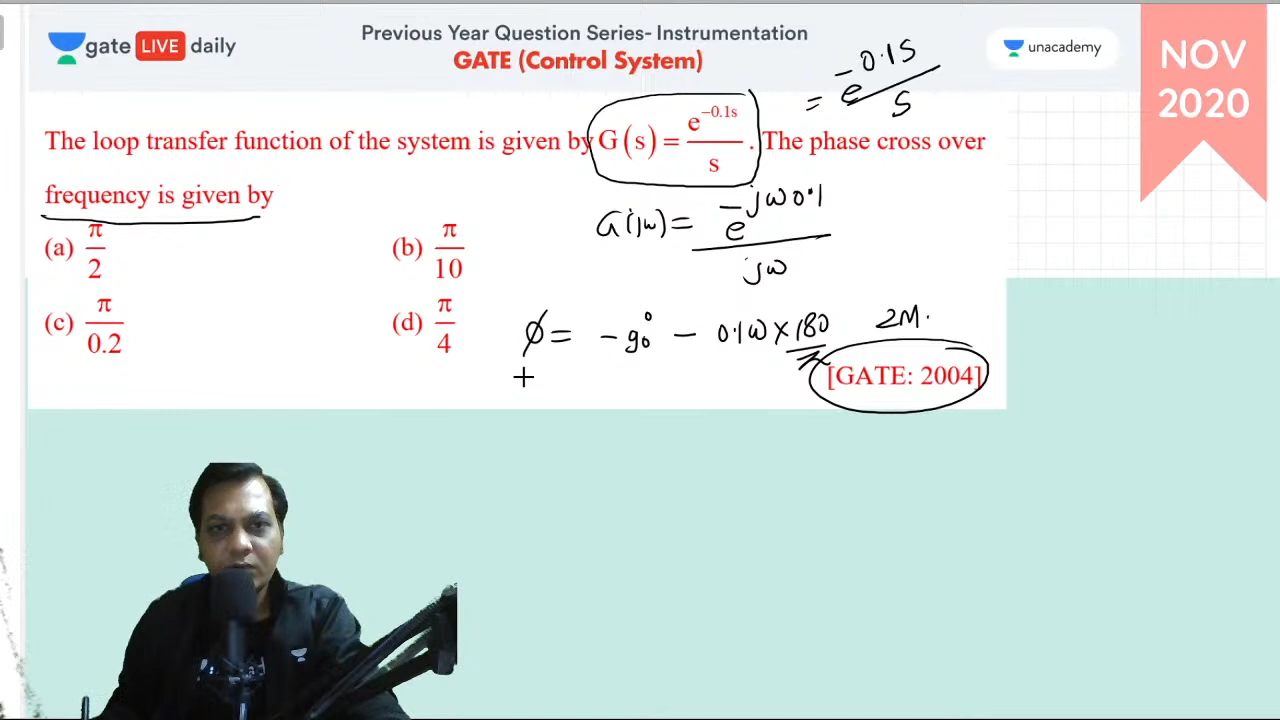 gate LIVE daily
Previous Year Question Series- Instrumentation
GATE (Control System)
unacademy
NOV
2020
= e^-0.1s / s
The loop transfer function of the system is given by G(s) = e^-0.1s / s . The phase cross over
frequency is given by
G(jω) = e^-jω0.1 / jω
(a) π/2
(b) π/10
(c) π/0.2
(d) π/4
ϕ = -90° - 0.1ω × 180/π
2M.
[GATE: 2004]